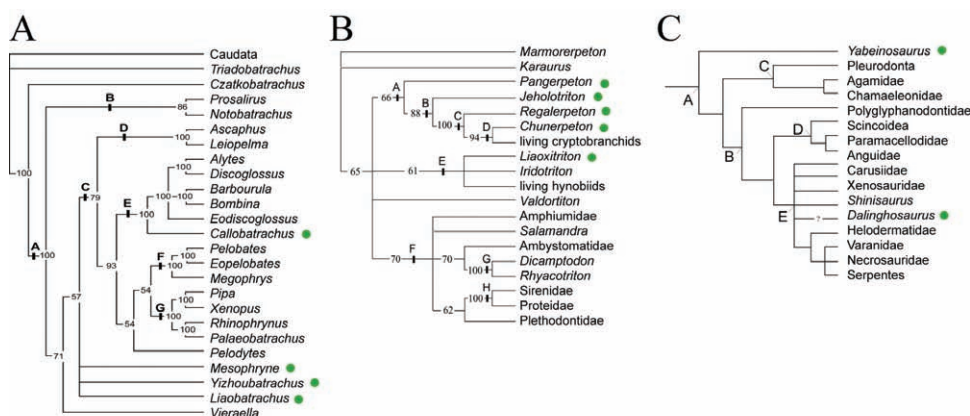 A
Caudata
Triadobatrachus
Czatkobatrachus
B
Prosalirus
86
Notobatrachus
D
Ascaphus
100
Leiopelma
100
Alytes
Discoglossus
C
79
100
Barbourula
100
100
Bombina
E
100
Eodiscoglossus
Callobatrachus
A
100
Pelobates
F
Eopelobates
93
100
100
Megophrys
54
Pipa
57
G
100
Xenopus
100
Rhinophrynus
54
100
Palaeobatrachus
71
Pelodytes
Mesophryne
Yizhoubatrachus
Liaobatrachus
Vieraella
B
Marmorerpeton
Karaurus
A
Pangerpeton
66
B
Jeholotriton
88
C
Regalerpeton
100
D
Chunerpeton
94
living cryptobranchids
E
Liaoxitriton
65
61
Iridotriton
living hynobiids
Valdortiton
Amphiumidae
F
Salamandra
70
70
Ambystomatidae
G
Dicamptodon
100
Rhyacotriton
H
Sirenidae
100
Proteidae
62
Plethodontidae
C
Yabeinosaurus
C
Pleurodonta
A
Agamidae
Chamaeleonidae
Polyglyphanodontidae
D
Scincoidea
B
Paramacellodidae
Anguidae
Carusiidae
Xenosauridae
Shinisaurus
E
?
Dalinghosaurus
Helodermatidae
Varanidae
Necrosauridae
Serpentes